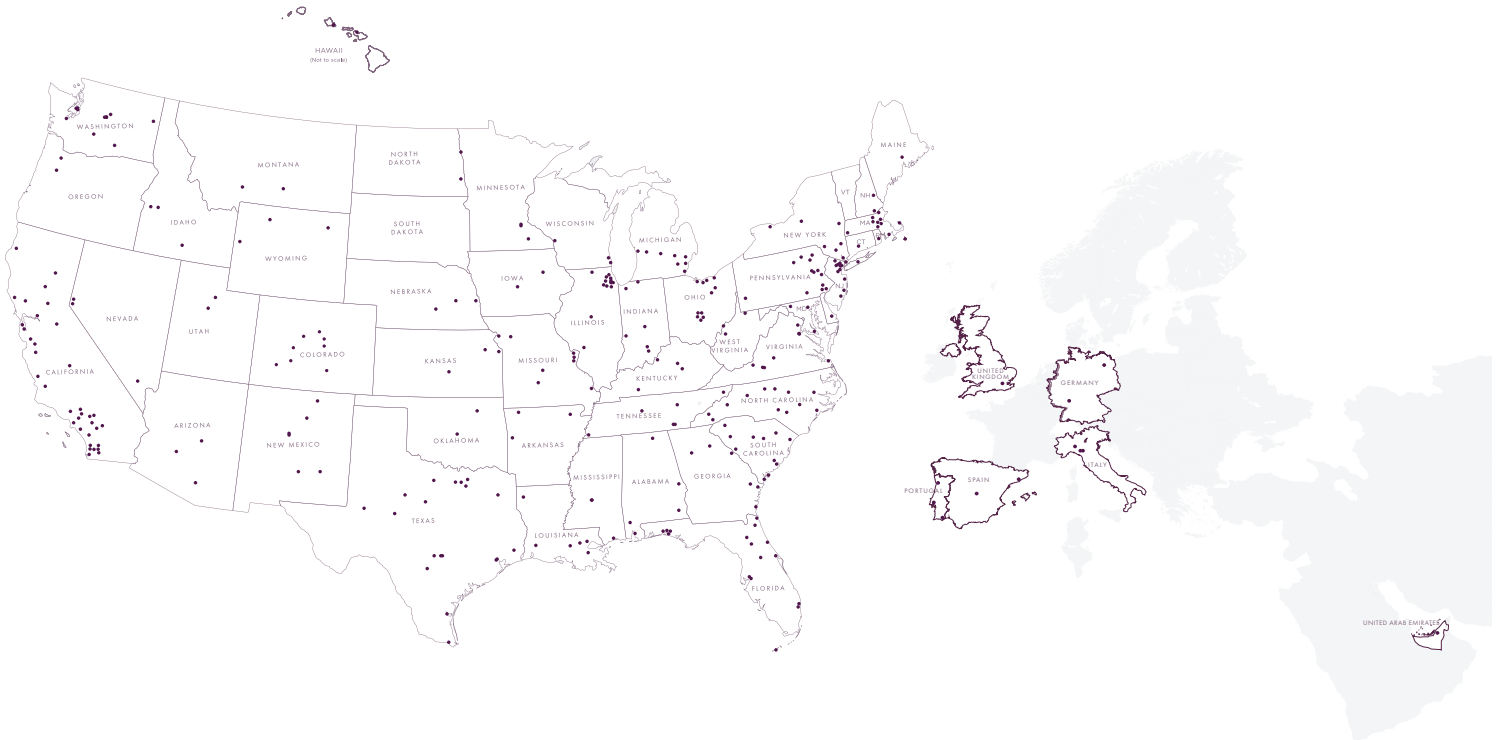 HAWAII
(Not to scale)
WASHINGTON
MONTANA
NORTH
DAKOTA
MINNESOTA
MAINE
OREGON
IDAHO
SOUTH
DAKOTA
WISCONSIN
MICHIGAN
VT
NH
NEW YORK
MA
CT
WYOMING
IOWA
NEBRASKA
PENNSYLVANIA
NJ
NEVADA
UTAH
COLORADO
KANSAS
MISSOURI
ILLINOIS
INDIANA
OHIO
MD
WEST
VIRGINIA
VIRGINIA
KENTUCKY
CALIFORNIA
ARIZONA
NEW MEXICO
OKLAHOMA
ARKANSAS
TENNESSEE
NORTH CAROLINA
SOUTH
CAROLINA
TEXAS
LOUISIANA
MISSISSIPPI
ALABAMA
GEORGIA
FLORIDA
UNITED
KINGDOM
GERMANY
ITALY
SPAIN
PORTUGAL
UNITED ARAB EMIRATES